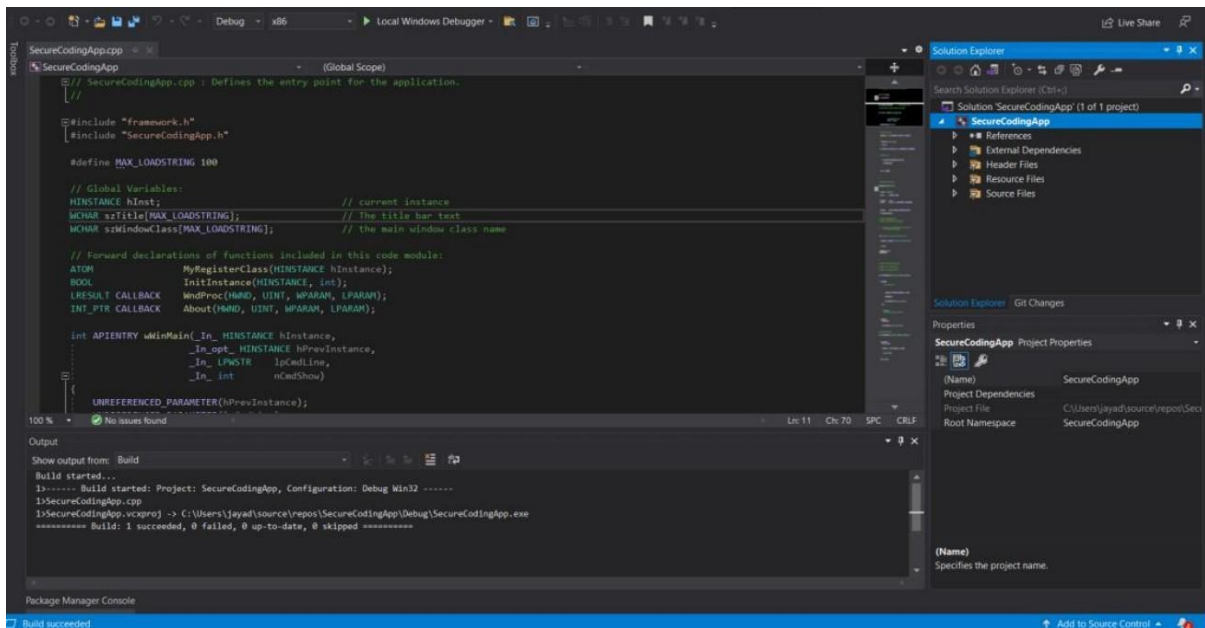 Debug x86 Local Windows Debugger Live Share
Toolbox
SecureCodingApp.cpp
SecureCodingApp (Global Scope)
// SecureCodingApp.cpp : Defines the entry point for the application.
//
#include "framework.h"
#include "SecureCodingApp.h"
#define MAX_LOADSTRING 100
// Global Variables:
HINSTANCE hInst; // current instance
WCHAR szTitle[MAX_LOADSTRING]; // The title bar text
WCHAR szWindowClass[MAX_LOADSTRING]; // the main window class name
// Forward declarations of functions included in this code module:
ATOM MyRegisterClass(HINSTANCE hInstance);
BOOL InitInstance(HINSTANCE, int);
LRESULT CALLBACK WndProc(HWND, UINT, WPARAM, LPARAM);
INT_PTR CALLBACK About(HWND, UINT, WPARAM, LPARAM);
int APIENTRY wWinMain(_In_ HINSTANCE hInstance,
_In_opt_ HINSTANCE hPrevInstance,
_In_ LPWSTR lpCmdLine,
_In_ int nCmdShow)
{
UNREFERENCED_PARAMETER(hPrevInstance);
100 % No issues found Ln: 11 Ch: 70 SPC CRLF
Output
Show output from: Build
Build started...
1>------ Build started: Project: SecureCodingApp, Configuration: Debug Win32 ------
1>SecureCodingApp.cpp
1>SecureCodingApp.vcxproj -> C:\Users\jayad\source\repos\SecureCodingApp\Debug\SecureCodingApp.exe
========== Build: 1 succeeded, 0 failed, 0 up-to-date, 0 skipped ==========
Package Manager Console
Build succeeded
Solution Explorer
Search Solution Explorer (Ctrl+;)
Solution 'SecureCodingApp' (1 of 1 project)
SecureCodingApp
References
External Dependencies
Header Files
Resource Files
Source Files
Solution Explorer Git Changes
Properties
SecureCodingApp Project Properties
(Name) SecureCodingApp
Project Dependencies
Project File C:\Users\jayad\source\repos\Sec
Root Namespace SecureCodingApp
(Name)
Specifies the project name.
Add to Source Control